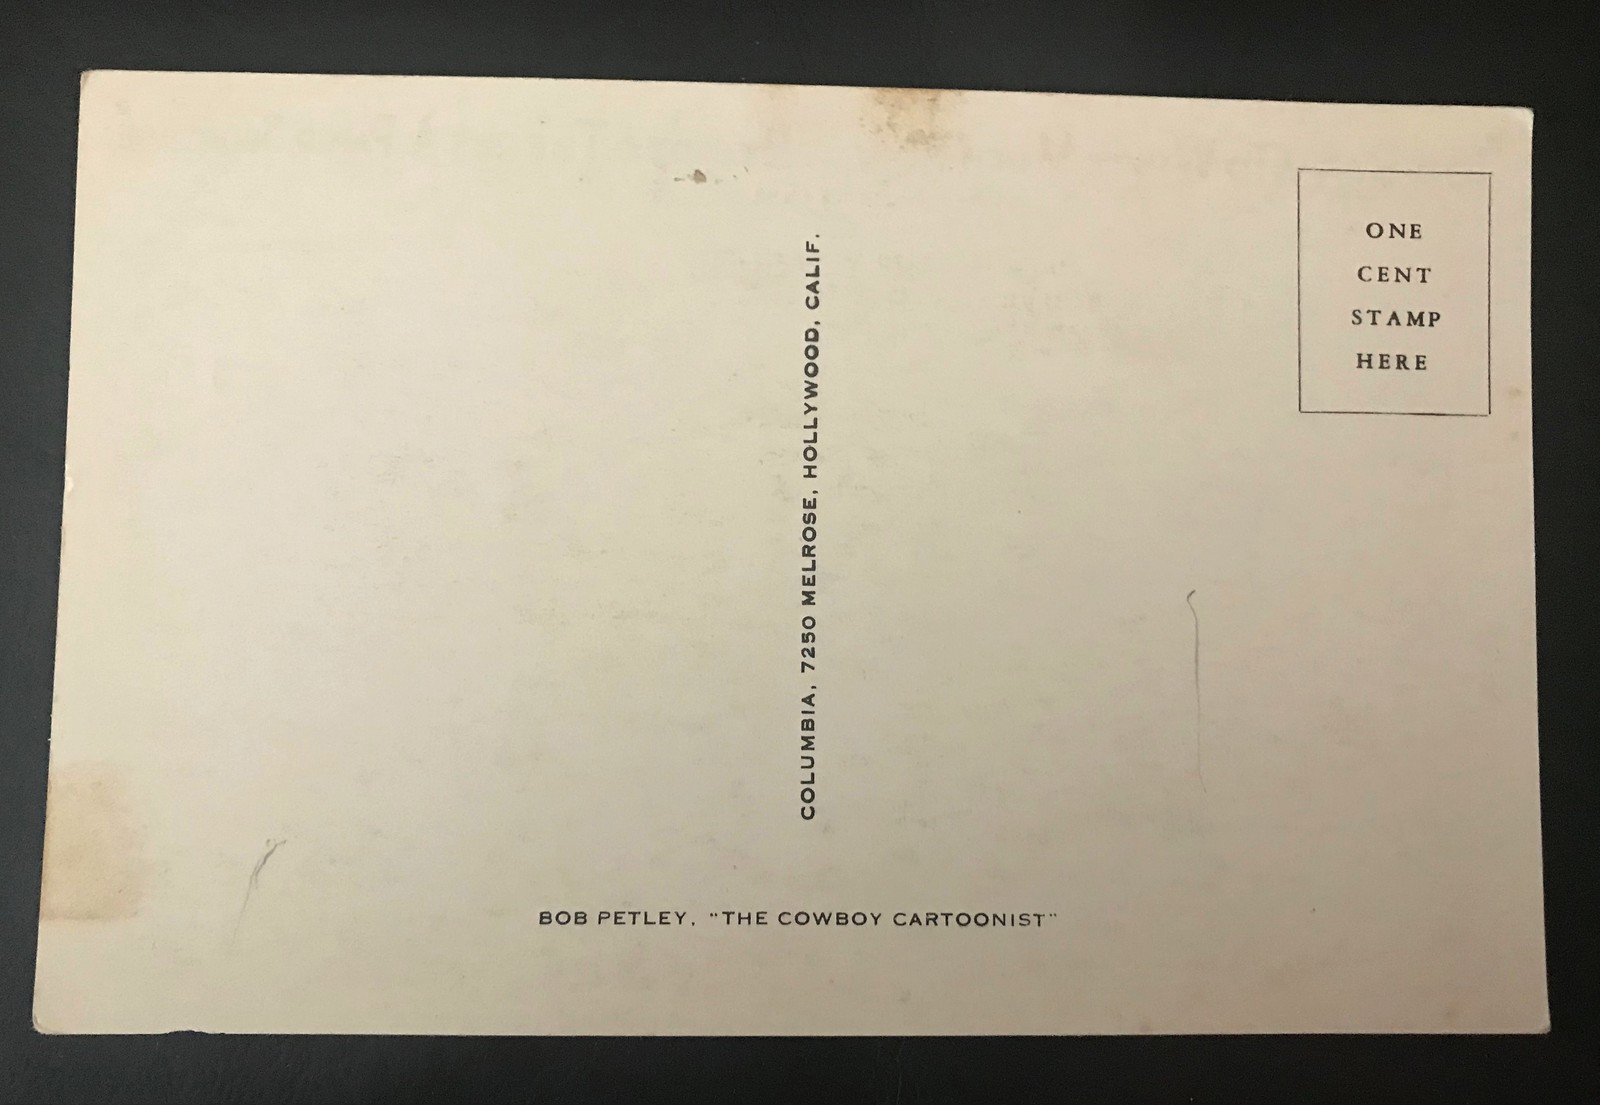 ONE
CENT
STAMP
HERE
COLUMBIA, 7250 MELROSE, HOLLYWOOD, CALIF.
BOB PETLEY, "THE COWBOY CARTOONIST"